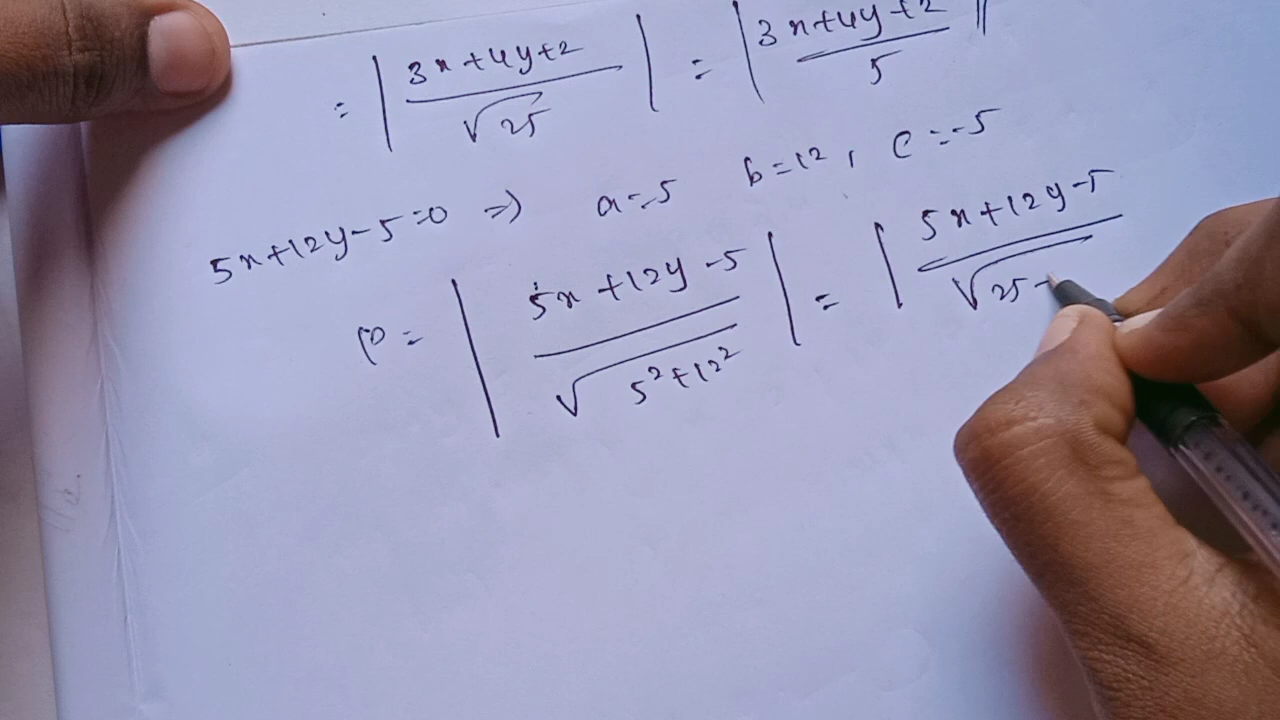 = | 3x+4y+2 / √25 | = | 3x+4y+2 / 5 |
5x+12y-5=0 ⇒ a=5 b=12, c=-5
p = | 5x+12y-5 / √5²+12² | = | 5x+12y-5 / √25-